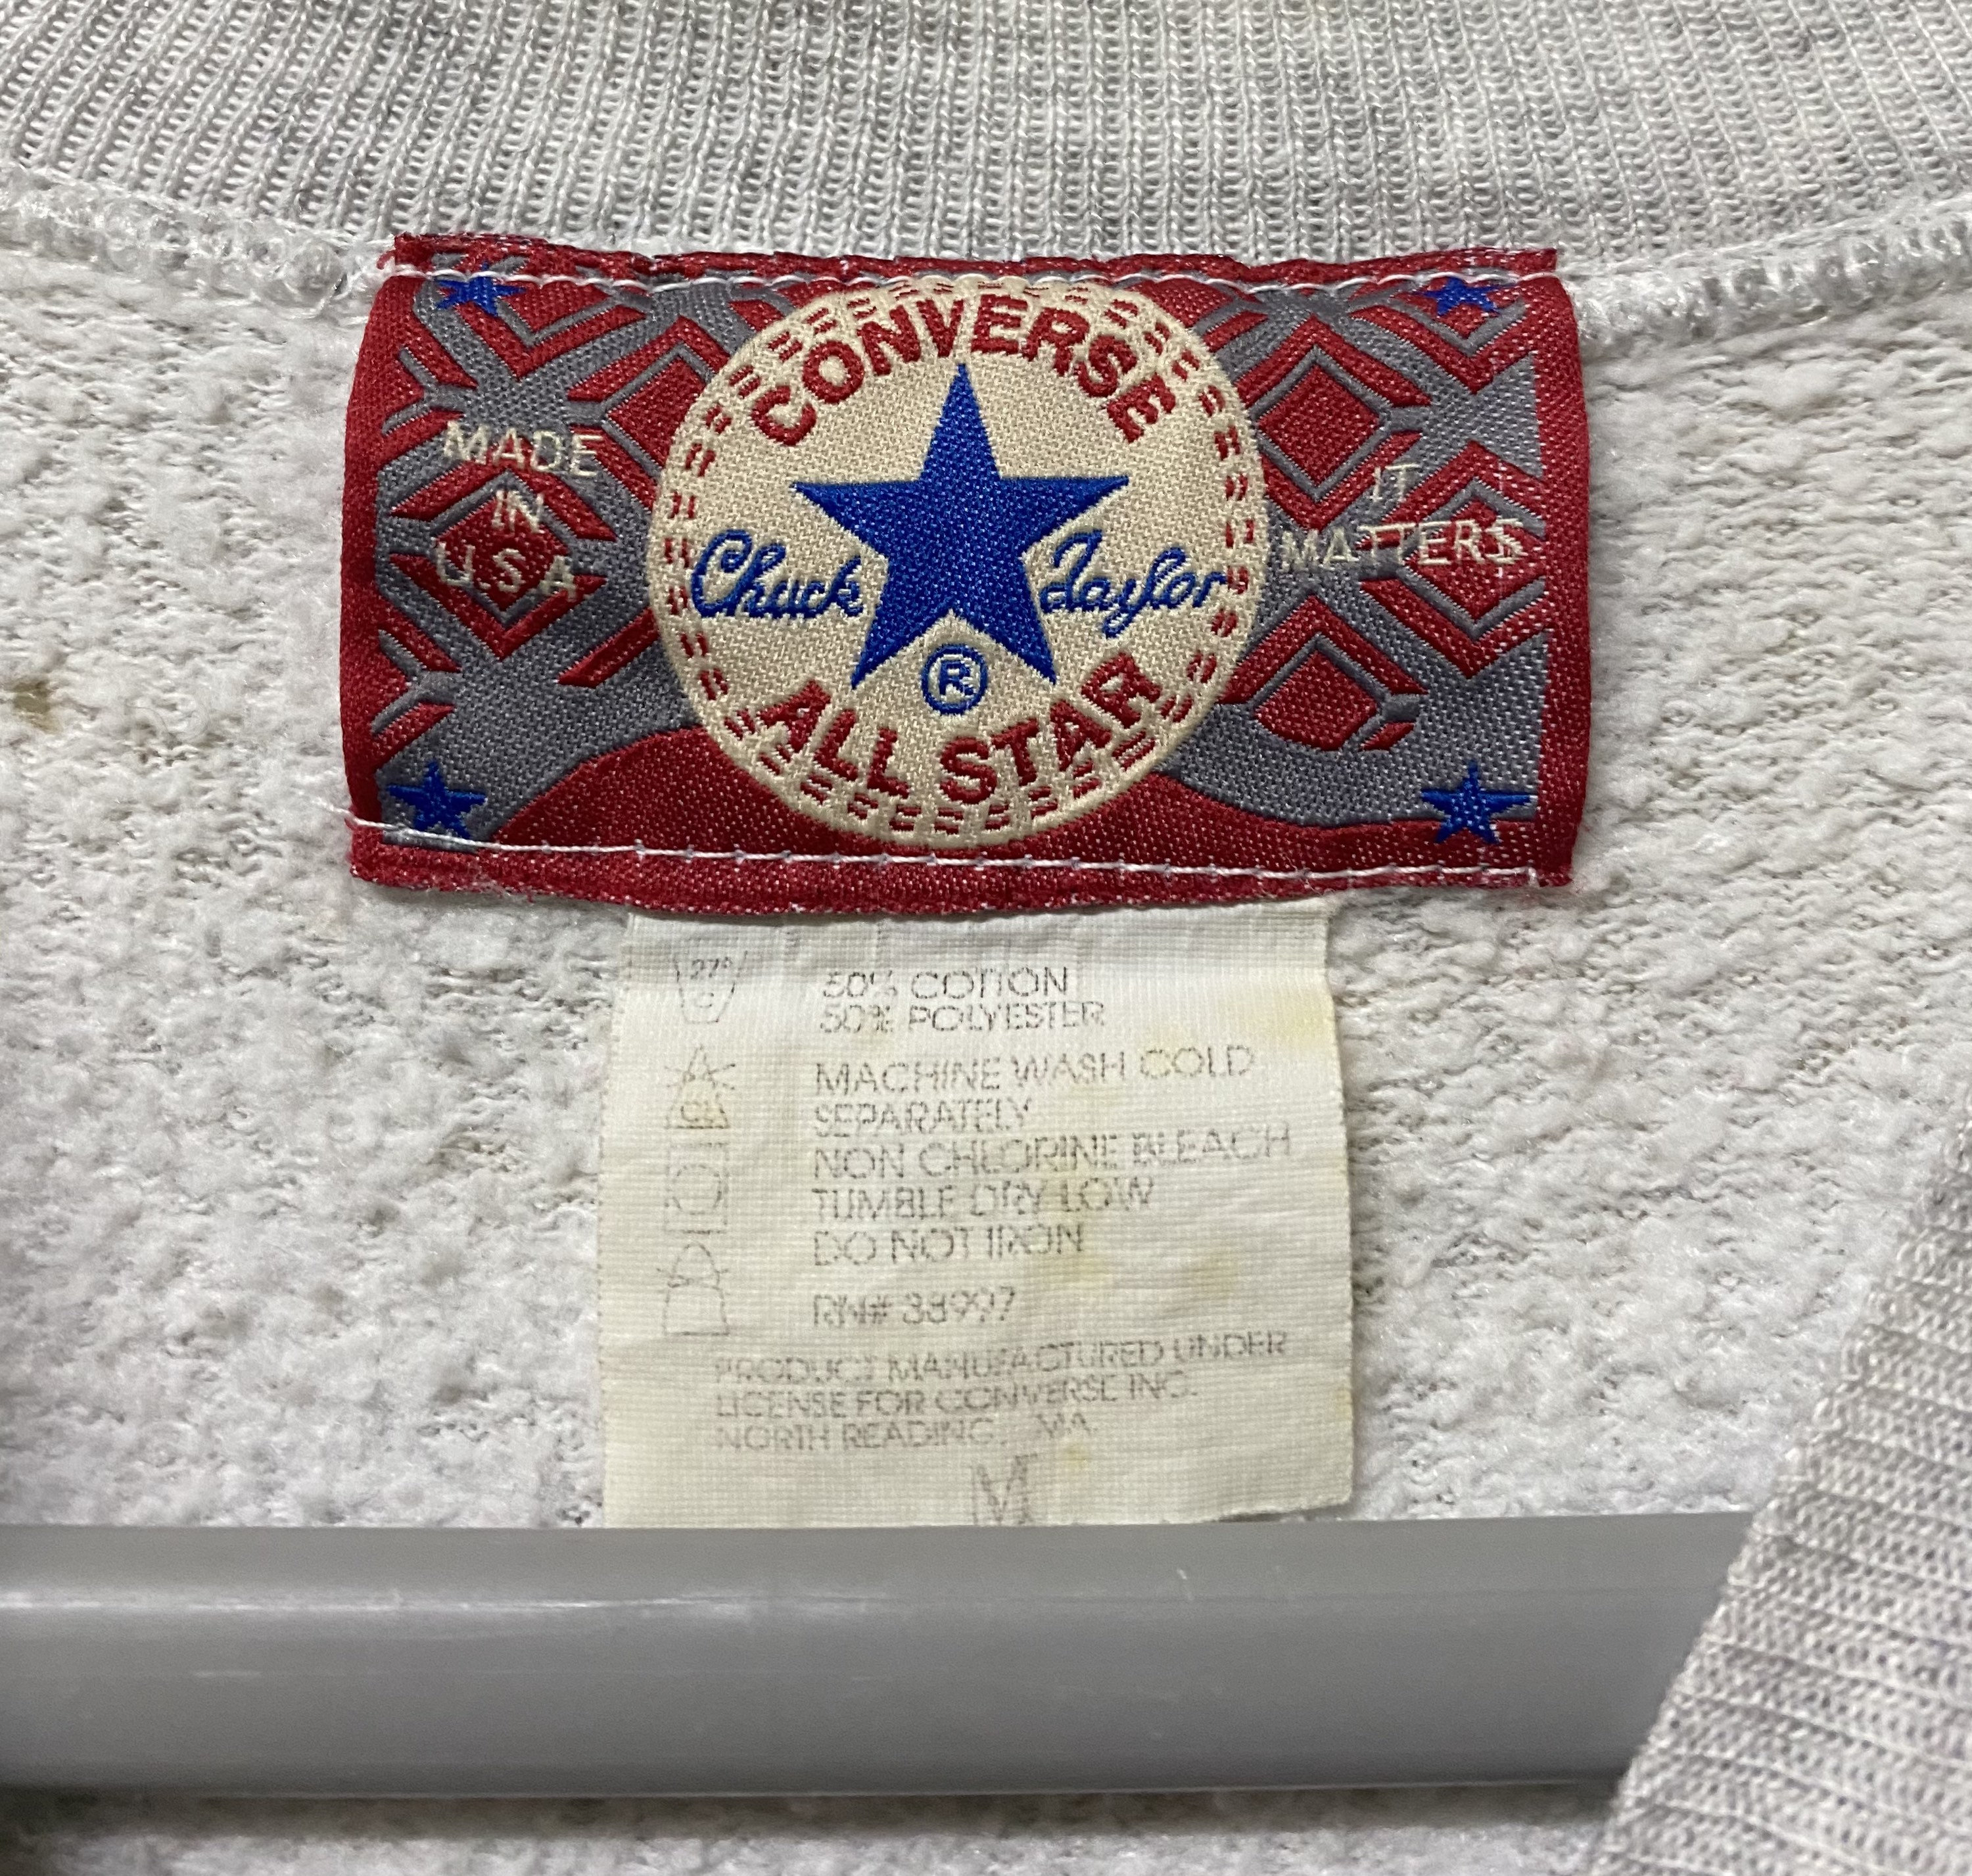 CONVERSE
MADE
IN
U.S.A
IT
MATTERS
Chuck Taylor
®
ALL STAR
27°
C
50% COTTON
50% POLYESTER
MACHINE WASH COLD
SEPARATELY
CL
NON CHLORINE BLEACH
TUMBLE DRY LOW
DO NOT IRON
RN# 38997
PRODUCT MANUFACTURED UNDER
LICENSE FOR CONVERSE INC.
NORTH READING, MA.
M